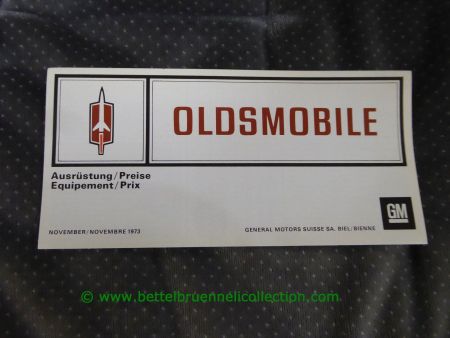 OLDSMOBILE
Ausrüstung/Preise
Equipement/Prix
GM
NOVEMBER/NOVEMBRE 1973
GENERAL MOTORS SUISSE SA. BIEL/BIENNE
© www.bettelbruennelicollection.com